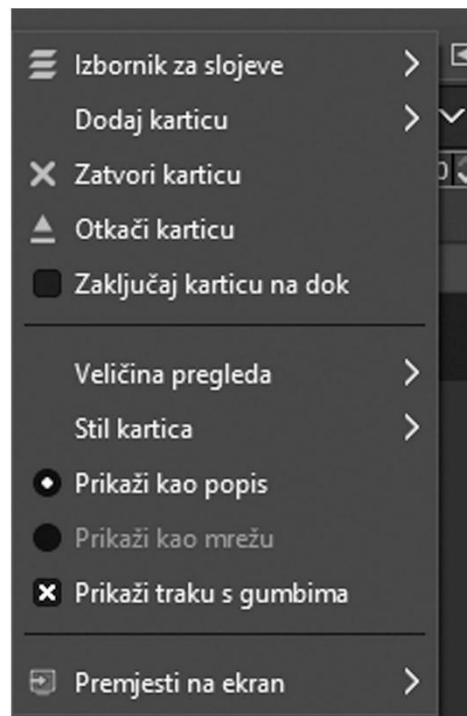 Izbornik za slojeve
Dodaj karticu
Zatvori karticu
Otkači karticu
Zaključaj karticu na dok
Veličina pregleda
Stil kartica
Prikaži kao popis
Prikaži kao mrežu
Prikaži traku s gumbima
Premjesti na ekran